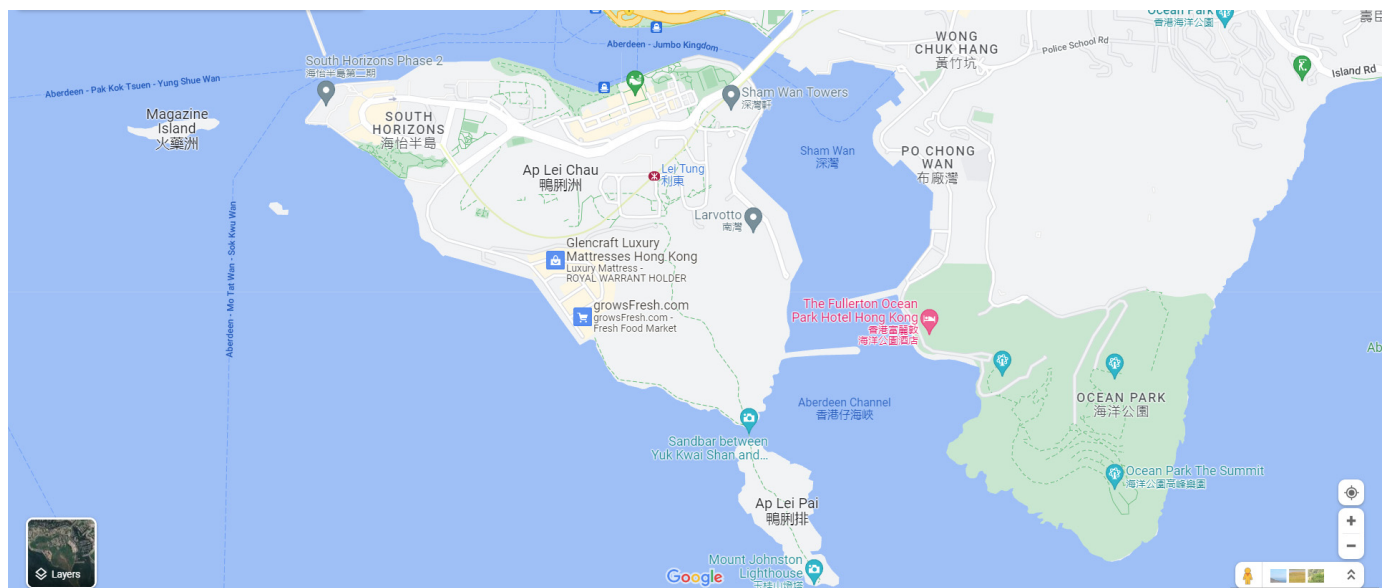 Ocean Park
香港海洋公園
WONG
CHUK HANG
黃竹坑
Police School Rd
Island Rd
Aberdeen - Jumbo Kingdom
South Horizons Phase 2
海怡半島第二期
Aberdeen - Pak Kok Tsuen - Yung Shue Wan
Magazine
Island
火藥洲
SOUTH
HORIZONS
海怡半島
Sham Wan Towers
深灣軒
Sham Wan
深灣
PO CHONG
WAN
布廠灣
Ap Lei Chau
鴨脷洲
Lei Tung
利東
Larvotto
南灣
Aberdeen - Mo Tat Wan - Sok Kwu Wan
Glencraft Luxury
Mattresses Hong Kong
Luxury Mattress -
ROYAL WARRANT HOLDER
growsFresh.com
growsFresh.com -
Fresh Food Market
The Fullerton Ocean
Park Hotel Hong Kong
香港富麗敦
海洋公園酒店
Ab
Aberdeen Channel
香港仔海峽
OCEAN PARK
海洋公園
Sandbar between
Yuk Kwai Shan and...
Ocean Park The Summit
海洋公園高峰樂園
Ap Lei Pai
鴨脷排
Mount Johnston
Lighthouse
Google
Layers